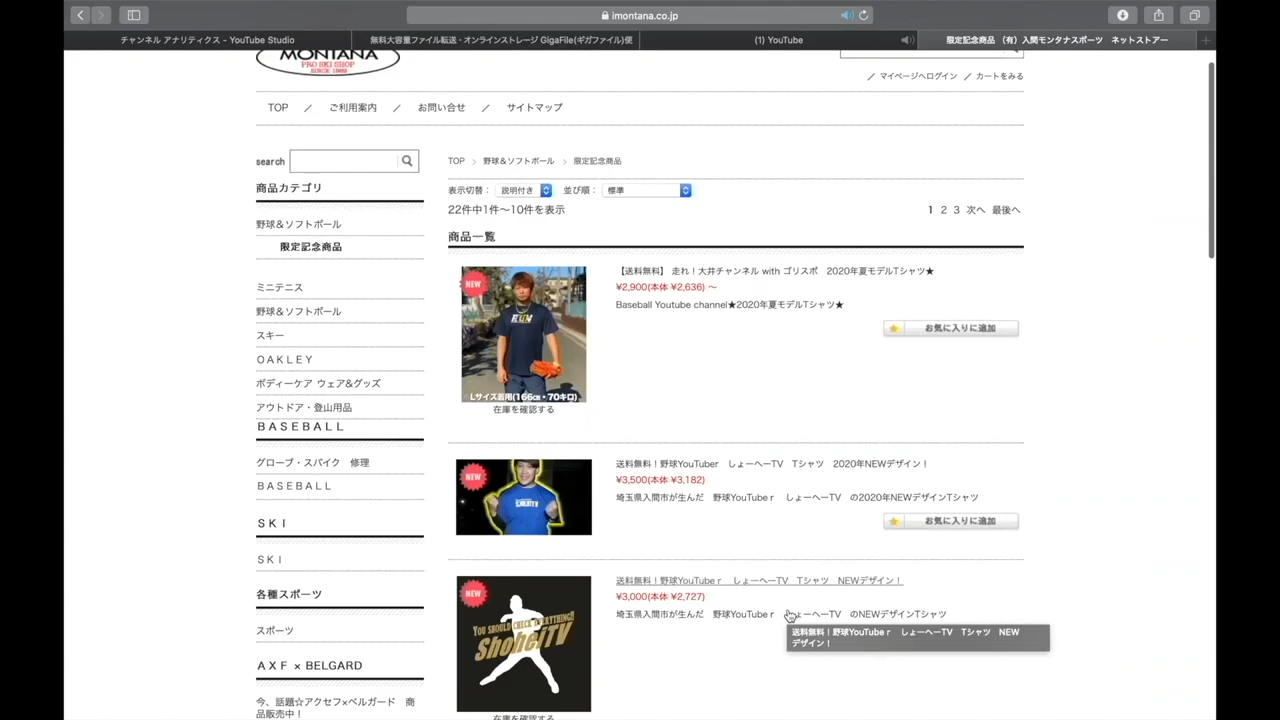 imontana.co.jp
チャンネル アナリティクス - YouTube Studio
無料大容量ファイル転送・オンラインストレージ GigaFile(ギガファイル)便
(1) YouTube
限定記念商品 (有)入間モンタナスポーツ ネットストアー
MONTANA
PRO SKI SHOP
／ マイページへログイン ／ カートをみる
TOP ／ ご利用案内 ／ お問い合せ ／ サイトマップ
search
商品カテゴリ
野球＆ソフトボール
限定記念商品
ミニテニス
野球＆ソフトボール
スキー
ＯＡＫＬＥＹ
ボディーケア ウェア&グッズ
アウトドア・登山用品
ＢＡＳＥＢＡＬＬ
グローブ・スパイク　修理
ＢＡＳＥＢＡＬＬ
ＳＫＩ
ＳＫＩ
各種スポーツ
スポーツ
ＡＸＦ × BELGARD
今、話題☆アクセフ×ベルガード　商
品販売中！
TOP > 野球＆ソフトボール > 限定記念商品
表示切替： 説明付き 並び順： 標準
22件中1件～10件を表示
1 2 3 次へ 最後へ
商品一覧
NEW
RUN
Lサイズ着用(166㎝・70キロ)
在庫を確認する
【送料無料】 走れ！大井チャンネル with ゴリスポ　2020年夏モデルTシャツ★
¥2,900(本体 ¥2,636) ～
Baseball Youtube channel★2020年夏モデルTシャツ★
お気に入りに追加
NEW
SHOHEITV
送料無料！野球YouTuber　しょーへーTV　Tシャツ　2020年NEWデザイン！
¥3,500(本体 ¥3,182)
埼玉県入間市が生んだ　野球YouTubeｒ　しょーへーTV　の2020年NEWデザインTシャツ
お気に入りに追加
NEW
YOU SHOULD CHECK EVERYTHING!!
ShoheiTV
在庫を確認する
送料無料！野球YouTubeｒ　しょーへーTV　Tシャツ　NEWデザイン！
¥3,000(本体 ¥2,727)
埼玉県入間市が生んだ　野球YouTubeｒ　しょーへーTV　のNEWデザインTシャツ
送料無料！野球YouTubeｒ　しょーへーTV　Tシャツ　NEW
デザイン！